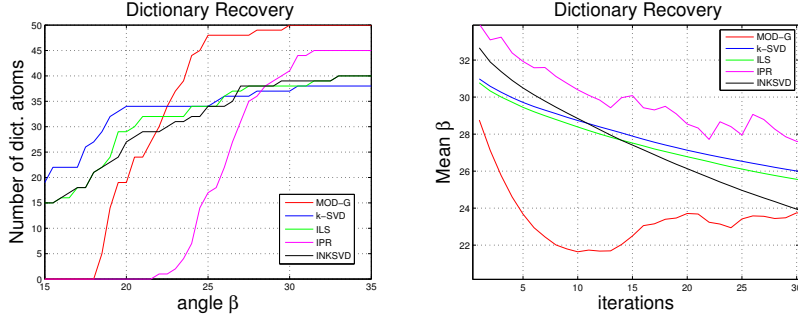 Dictionary Recovery
Number of dict. atoms
50
45
40
35
30
25
20
15
10
5
0
15
20
25
30
35
angle β
MOD-G
k-SVD
ILS
IPR
INKSVD
Dictionary Recovery
Mean β
32
30
28
26
24
22
5
10
15
20
25
30
iterations
MOD-G
k-SVD
ILS
IPR
INKSVD